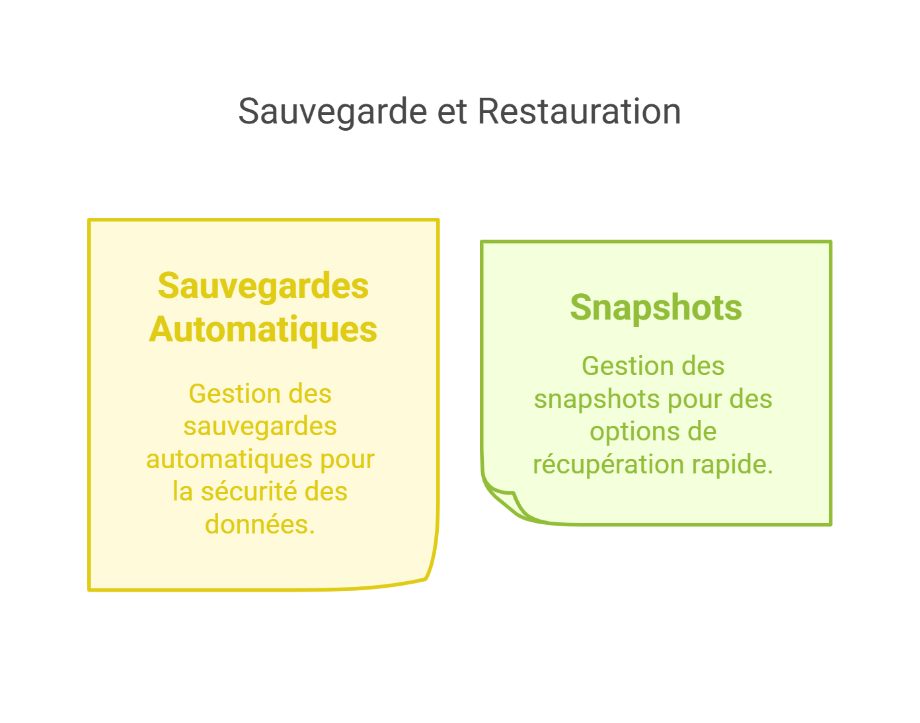 Sauvegarde et Restauration
Sauvegardes
Automatiques
Gestion des
sauvegardes
automatiques pour
la sécurité des
données.
Snapshots
Gestion des
snapshots pour des
options de
récupération rapide.